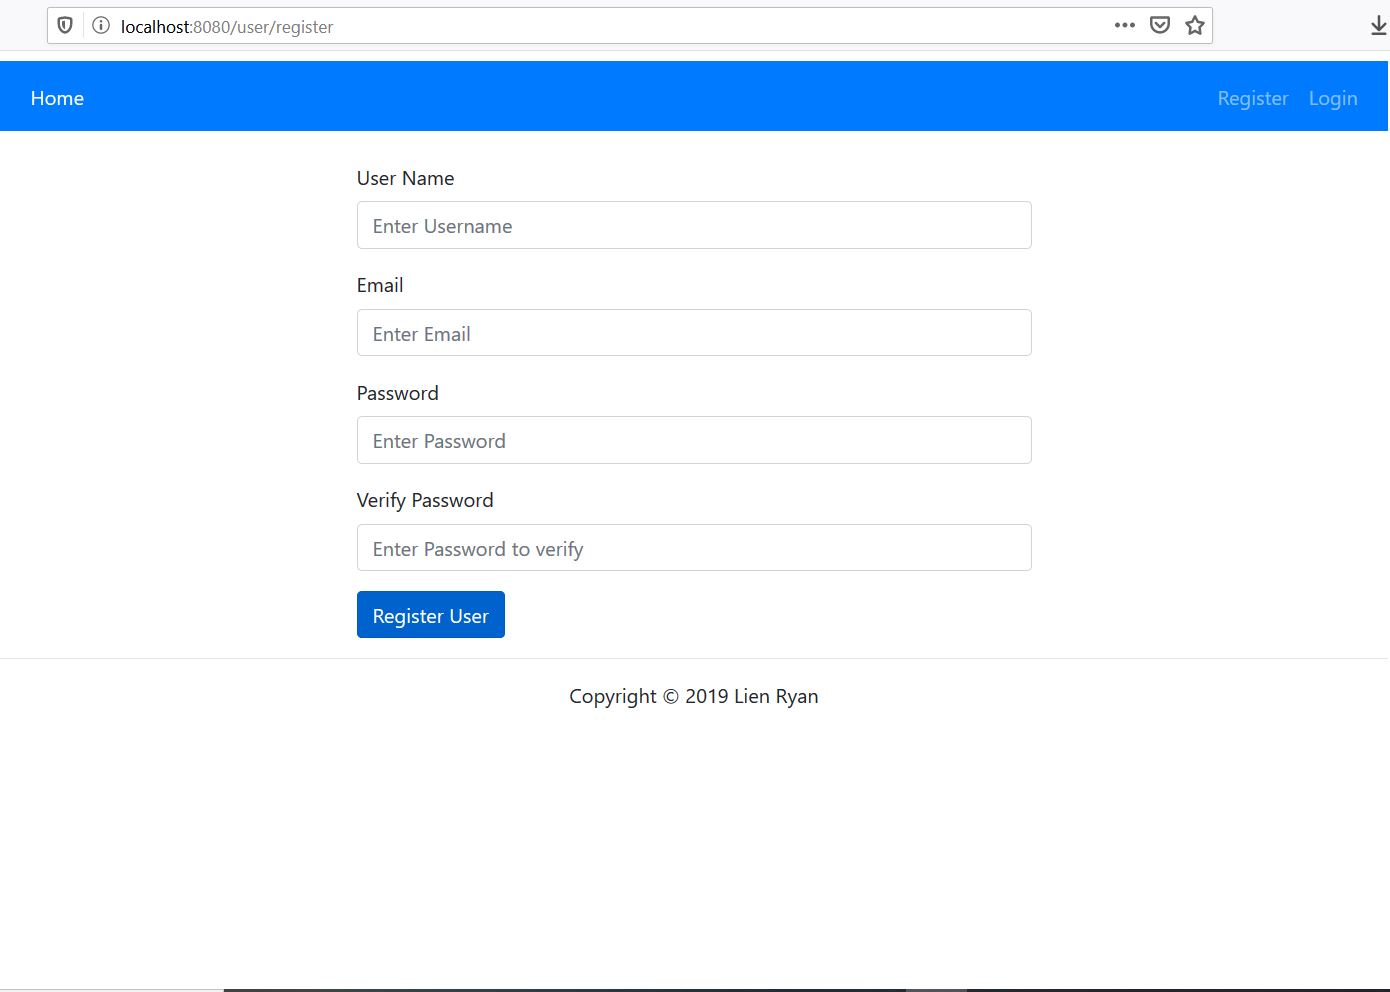 localhost:8080/user/register
Home Register Login
User Name
Enter Username
Email
Enter Email
Password
Enter Password
Verify Password
Enter Password to verify
Register User
Copyright © 2019 Lien Ryan